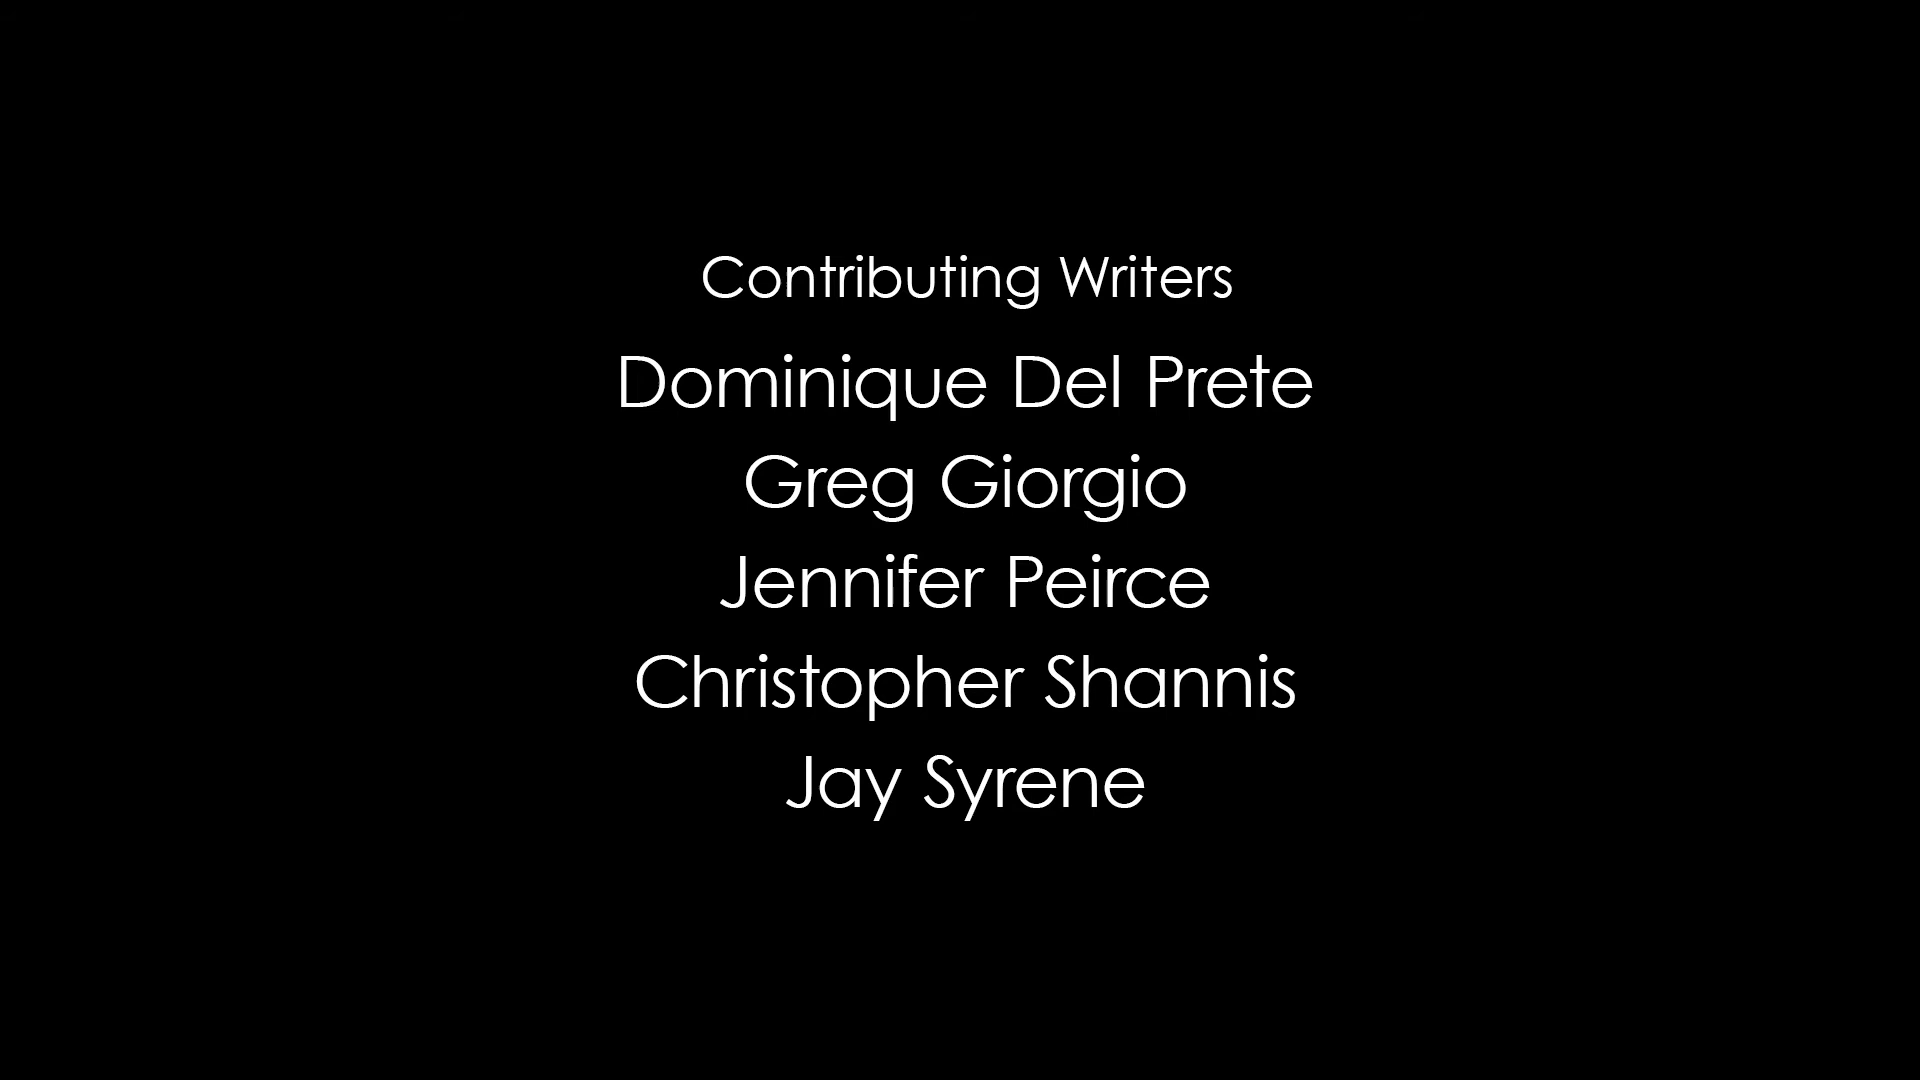 Contributing Writers
Dominique Del Prete
Greg Giorgio
Jennifer Peirce
Christopher Shannis
Jay Syrene